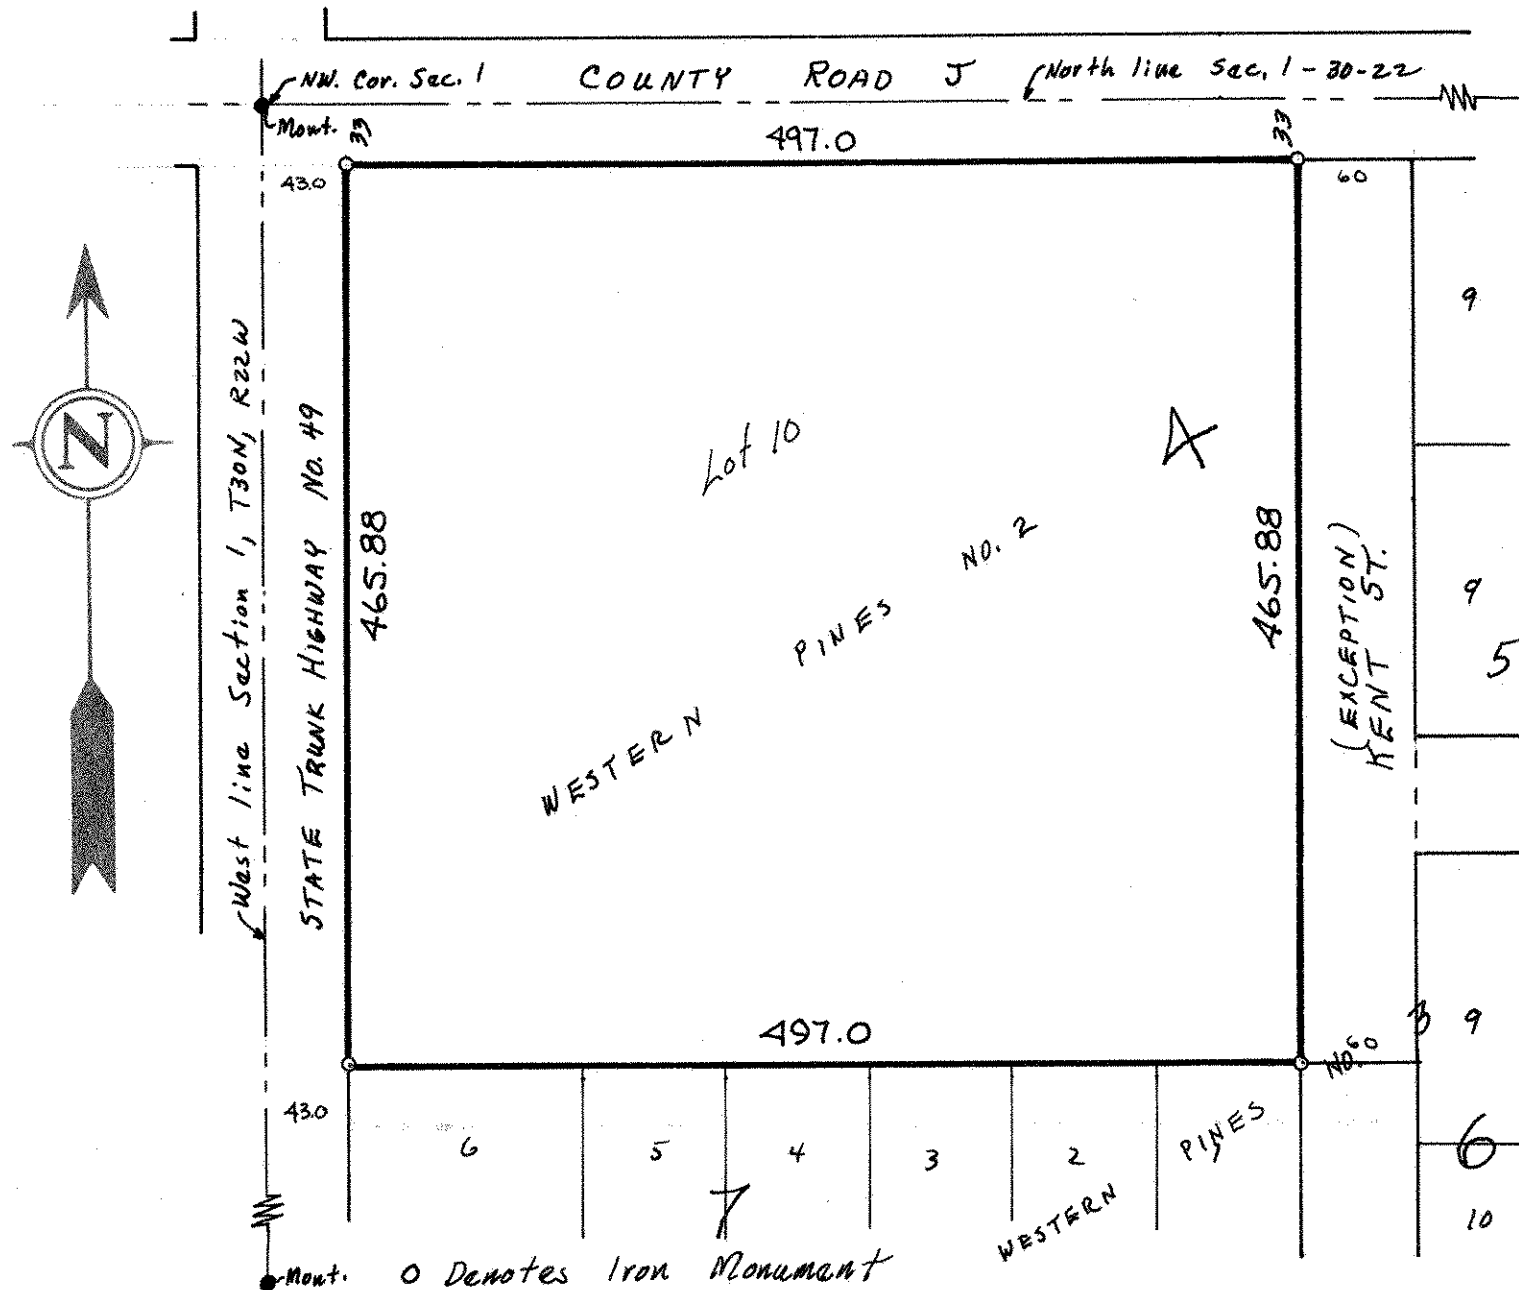 NW. Cor. Sec. 1
COUNTY ROAD J
North line Sec. 1-30-22
Mont.
33
497.0
33
43.0
60
9
N
West line Section 1, T30N, R22W
STATE TRUNK HIGHWAY No. 49
465.88
Lot 10
4
WESTERN PINES NO. 2
465.88
(EXCEPTION)
KENT ST.
9
5
497.0
60
No. 3
9
43.0
6
5
4
3
2
WESTERN PINES
7
6
10
Mont.
O Denotes Iron Monument